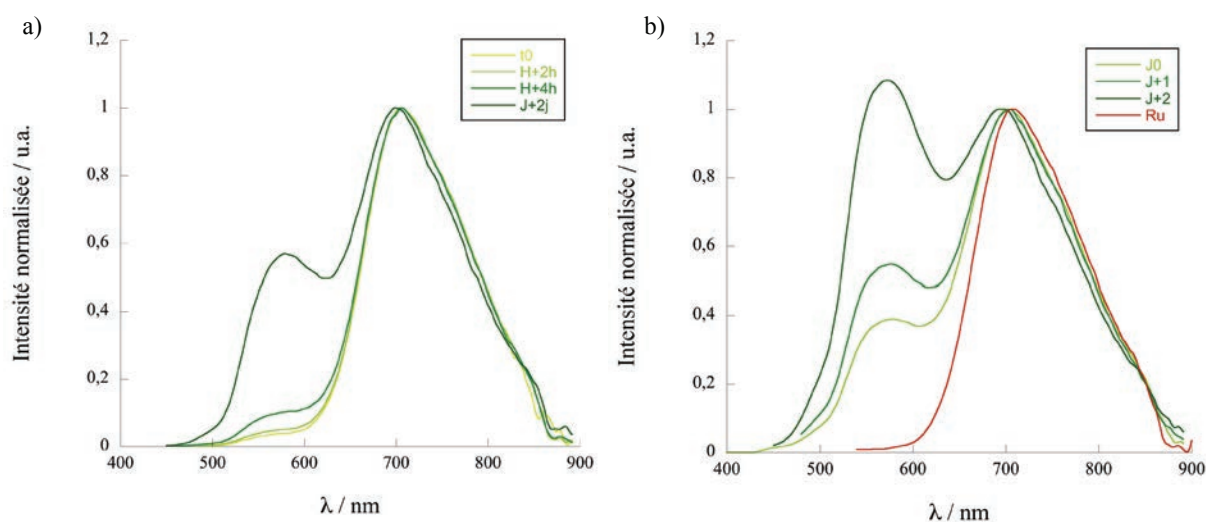 a)
1,2
1
0,8
0,6
0,4
0,2
0
400 500 600 700 800 900
Intensité normalisée / u.a.
λ / nm
t0
H+2h
H+4h
J+2j
b)
1,2
1
0,8
0,6
0,4
0,2
0
400 500 600 700 800 900
Intensité normalisée / u.a.
λ / nm
J0
J+1
J+2
Ru